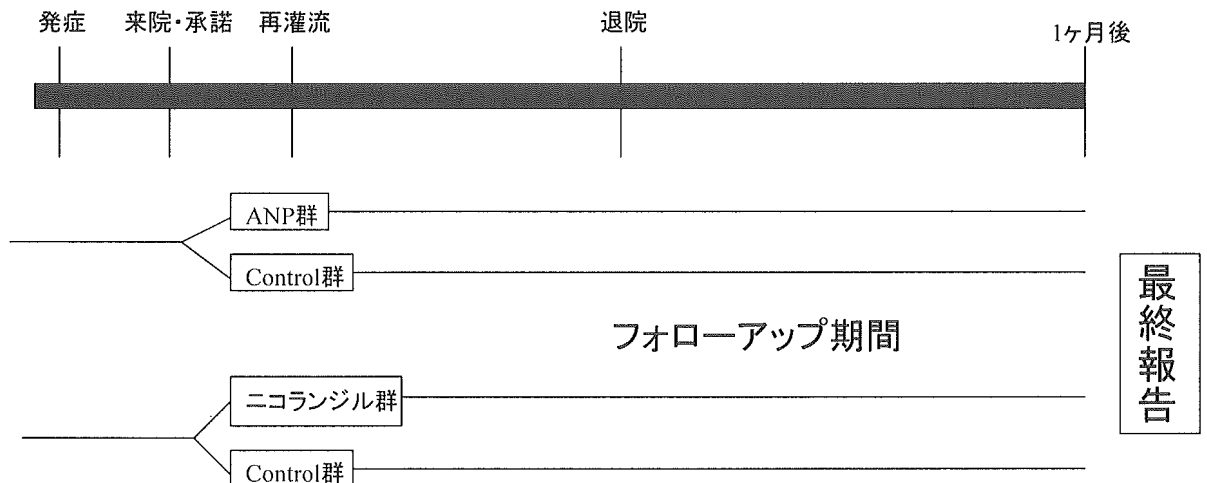 発症
来院・承諾
再灌流
退院
1ヶ月後
ANP群
Control群
フォローアップ期間
ニコランジル群
Control群
最終報告